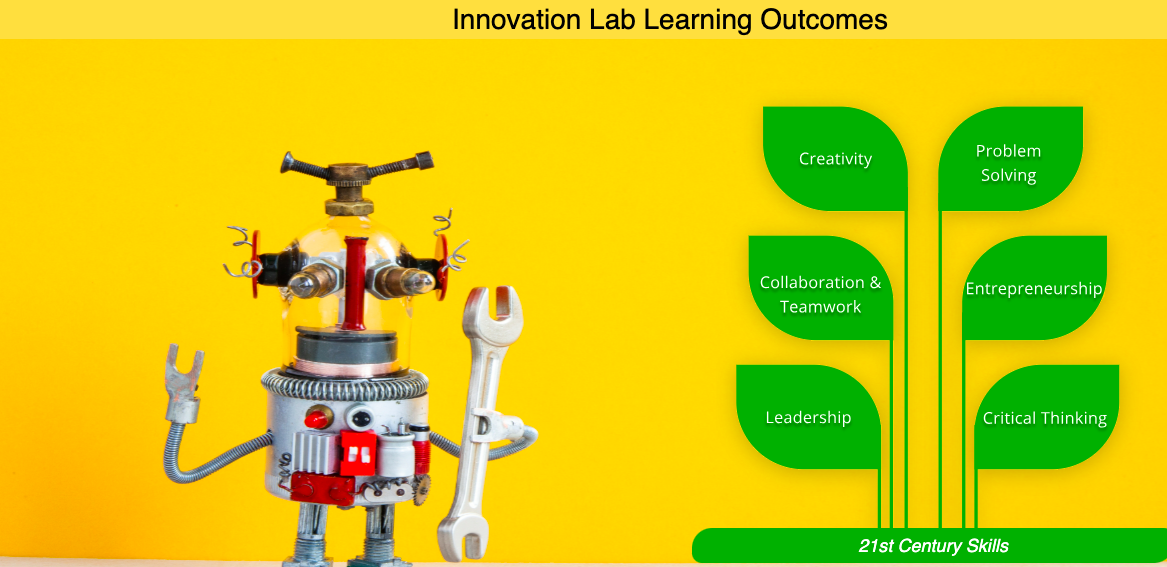 Innovation Lab Learning Outcomes
Creativity
Problem
Solving
Collaboration &
Teamwork
Entrepreneurship
Leadership
Critical Thinking
21st Century Skills